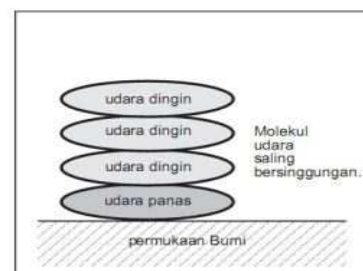 udara dingin
udara dingin
udara dingin
udara panas
Molekul
udara
saling
bersinggungan.
permukaan Bumi